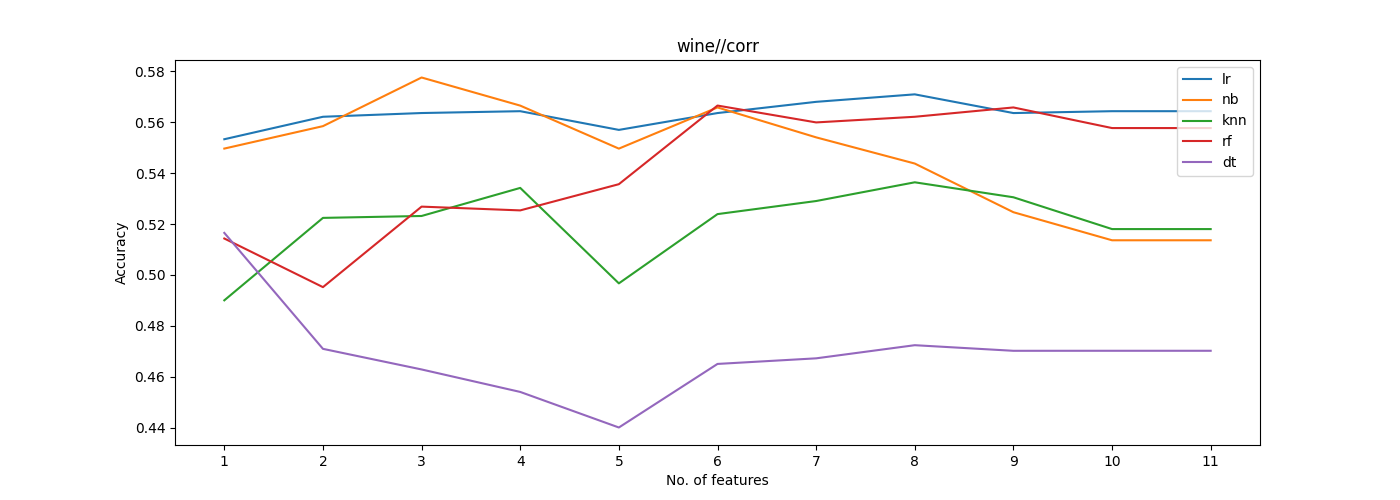 wine//corr
lr
nb
knn
rf
dt
Accuracy
0.58
0.56
0.54
0.52
0.50
0.48
0.46
0.44
1 2 3 4 5 6 7 8 9 10 11
No. of features